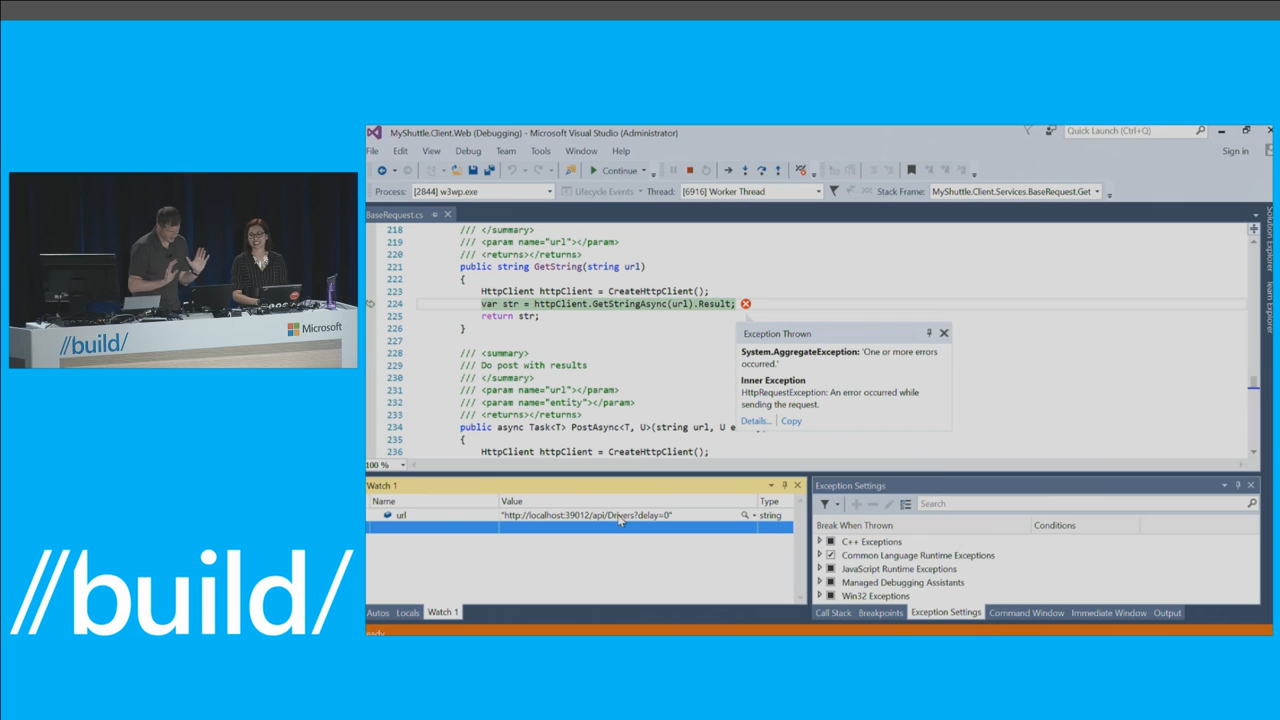 MyShuttle.Client.Web (Debugging) - Microsoft Visual Studio (Administrator)
Quick Launch (Ctrl+Q)
File Edit View Debug Team Tools Window Help
Sign in
Continue
Process: [2844] w3wp.exe Lifecycle Events Thread: [6916] Worker Thread Stack Frame: MyShuttle.Client.Services.BaseRequest.Get
BaseRequest.cs
218 /// </summary>
219 /// <param name="url"></param>
220 /// <returns></returns>
221 public string GetString(string url)
222 {
223 HttpClient httpClient = CreateHttpClient();
224 var str = httpClient.GetStringAsync(url).Result;
225 return str;
226 }
227
228 /// <summary>
229 /// Do post with results
230 /// </summary>
231 /// <param name="url"></param>
232 /// <param name="entity"></param>
233 /// <returns></returns>
234 public async Task<T> PostAsync<T, U>(string url, U e
235 {
236 HttpClient httpClient = CreateHttpClient();
Exception Thrown
System.AggregateException: 'One or more errors
occurred.'
Inner Exception
HttpRequestException: An error occurred while
sending the request.
Details... Copy
Solution Explorer
Team Explorer
100 %
Watch 1
Name Value Type
url "http://localhost:39012/api/Drivers?delay=0" string
Autos Locals Watch 1
Exception Settings
Search
Break When Thrown Conditions
C++ Exceptions
Common Language Runtime Exceptions
JavaScript Runtime Exceptions
Managed Debugging Assistants
Win32 Exceptions
Call Stack Breakpoints Exception Settings Command Window Immediate Window Output
//build/
Microsoft
//build/